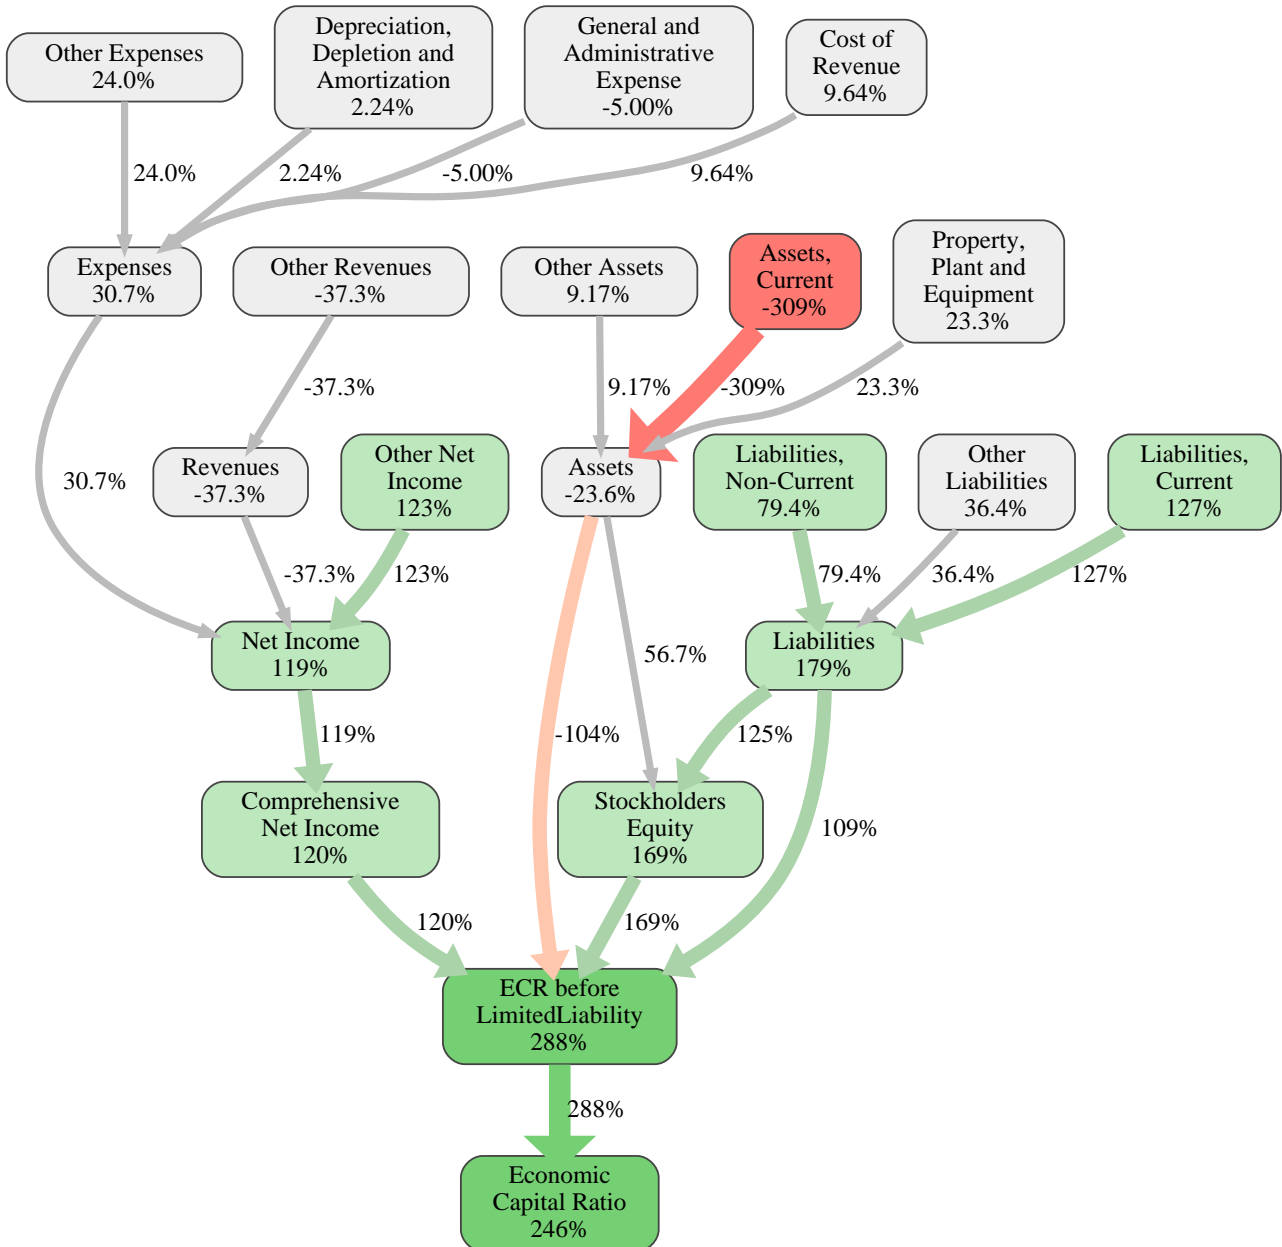 Other Expenses
24.0%
Depreciation,
Depletion and
Amortization
2.24%
General and
Administrative
Expense
-5.00%
Cost of
Revenue
9.64%
24.0%
2.24%
-5.00%
9.64%
Expenses
30.7%
Other Revenues
-37.3%
Other Assets
9.17%
Assets,
Current
-309%
Property,
Plant and
Equipment
23.3%
-37.3%
9.17%
-309%
23.3%
30.7%
Revenues
-37.3%
Other Net
Income
123%
Assets
-23.6%
Liabilities,
Non-Current
79.4%
Other
Liabilities
36.4%
Liabilities,
Current
127%
-37.3%
123%
79.4%
36.4%
127%
Net Income
119%
56.7%
Liabilities
179%
119%
-104%
125%
Comprehensive
Net Income
120%
Stockholders
Equity
169%
109%
120%
169%
ECR before
LimitedLiability
288%
288%
Economic
Capital Ratio
246%